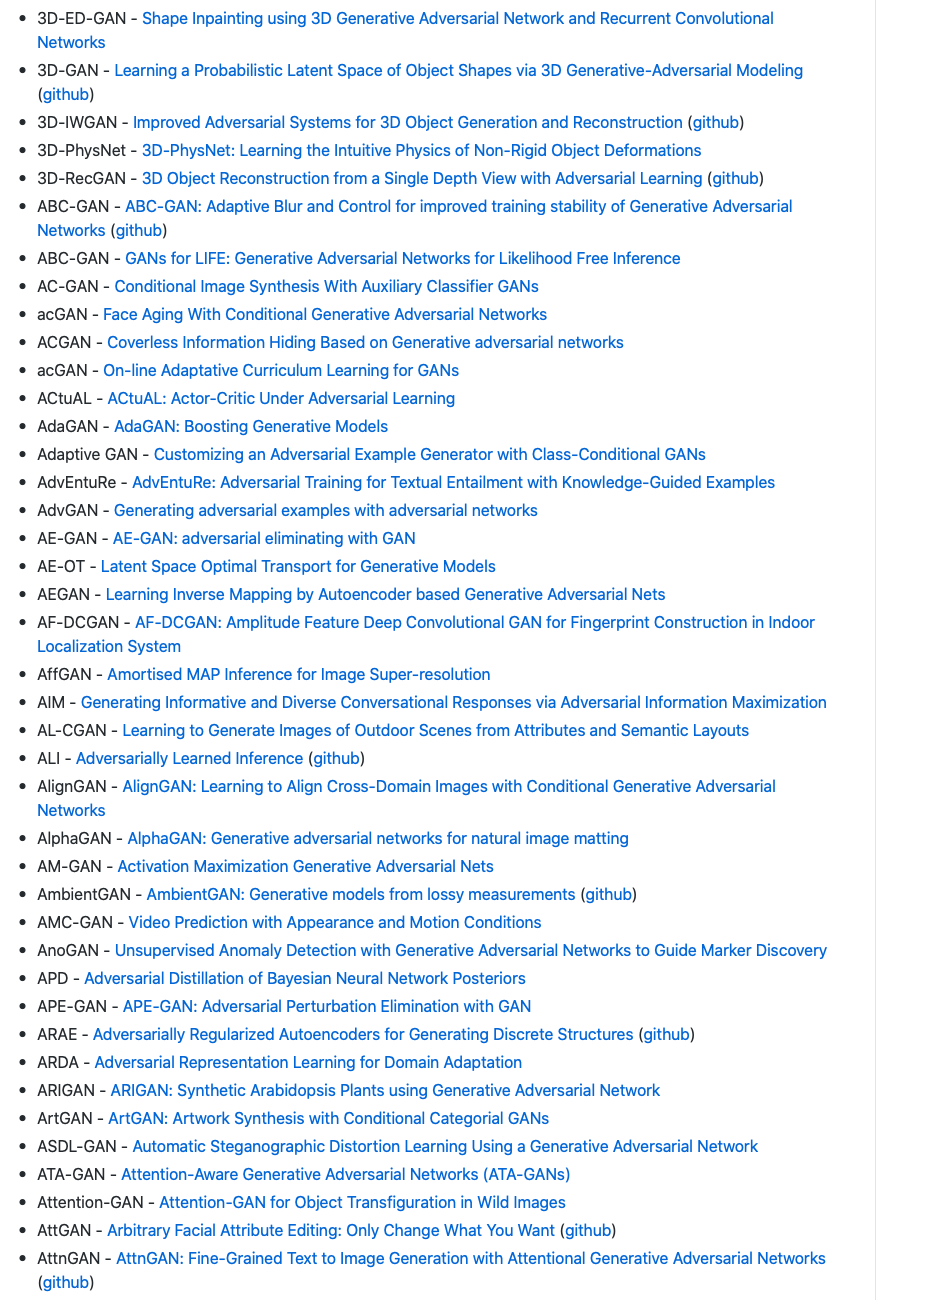 3D-ED-GAN - Shape Inpainting using 3D Generative Adversarial Network and Recurrent Convolutional
Networks
3D-GAN - Learning a Probabilistic Latent Space of Object Shapes via 3D Generative-Adversarial Modeling
(github)
3D-IWGAN - Improved Adversarial Systems for 3D Object Generation and Reconstruction (github)
3D-PhysNet - 3D-PhysNet: Learning the Intuitive Physics of Non-Rigid Object Deformations
3D-RecGAN - 3D Object Reconstruction from a Single Depth View with Adversarial Learning (github)
ABC-GAN - ABC-GAN: Adaptive Blur and Control for improved training stability of Generative Adversarial
Networks (github)
ABC-GAN - GANs for LIFE: Generative Adversarial Networks for Likelihood Free Inference
AC-GAN - Conditional Image Synthesis With Auxiliary Classifier GANs
acGAN - Face Aging With Conditional Generative Adversarial Networks
ACGAN - Coverless Information Hiding Based on Generative adversarial networks
acGAN - On-line Adaptative Curriculum Learning for GANs
ACtuAL - ACtuAL: Actor-Critic Under Adversarial Learning
AdaGAN - AdaGAN: Boosting Generative Models
Adaptive GAN - Customizing an Adversarial Example Generator with Class-Conditional GANs
AdvEntuRe - AdvEntuRe: Adversarial Training for Textual Entailment with Knowledge-Guided Examples
AdvGAN - Generating adversarial examples with adversarial networks
AE-GAN - AE-GAN: adversarial eliminating with GAN
AE-OT - Latent Space Optimal Transport for Generative Models
AEGAN - Learning Inverse Mapping by Autoencoder based Generative Adversarial Nets
AF-DCGAN - AF-DCGAN: Amplitude Feature Deep Convolutional GAN for Fingerprint Construction in Indoor
Localization System
AffGAN - Amortised MAP Inference for Image Super-resolution
AIM - Generating Informative and Diverse Conversational Responses via Adversarial Information Maximization
AL-CGAN - Learning to Generate Images of Outdoor Scenes from Attributes and Semantic Layouts
ALI - Adversarially Learned Inference (github)
AlignGAN - AlignGAN: Learning to Align Cross-Domain Images with Conditional Generative Adversarial
Networks
AlphaGAN - AlphaGAN: Generative adversarial networks for natural image matting
AM-GAN - Activation Maximization Generative Adversarial Nets
AmbientGAN - AmbientGAN: Generative models from lossy measurements (github)
AMC-GAN - Video Prediction with Appearance and Motion Conditions
AnoGAN - Unsupervised Anomaly Detection with Generative Adversarial Networks to Guide Marker Discovery
APD - Adversarial Distillation of Bayesian Neural Network Posteriors
APE-GAN - APE-GAN: Adversarial Perturbation Elimination with GAN
ARAE - Adversarially Regularized Autoencoders for Generating Discrete Structures (github)
ARDA - Adversarial Representation Learning for Domain Adaptation
ARIGAN - ARIGAN: Synthetic Arabidopsis Plants using Generative Adversarial Network
ArtGAN - ArtGAN: Artwork Synthesis with Conditional Categorial GANs
ASDL-GAN - Automatic Steganographic Distortion Learning Using a Generative Adversarial Network
ATA-GAN - Attention-Aware Generative Adversarial Networks (ATA-GANs)
Attention-GAN - Attention-GAN for Object Transfiguration in Wild Images
AttGAN - Arbitrary Facial Attribute Editing: Only Change What You Want (github)
AttnGAN - AttnGAN: Fine-Grained Text to Image Generation with Attentional Generative Adversarial Networks
(github)